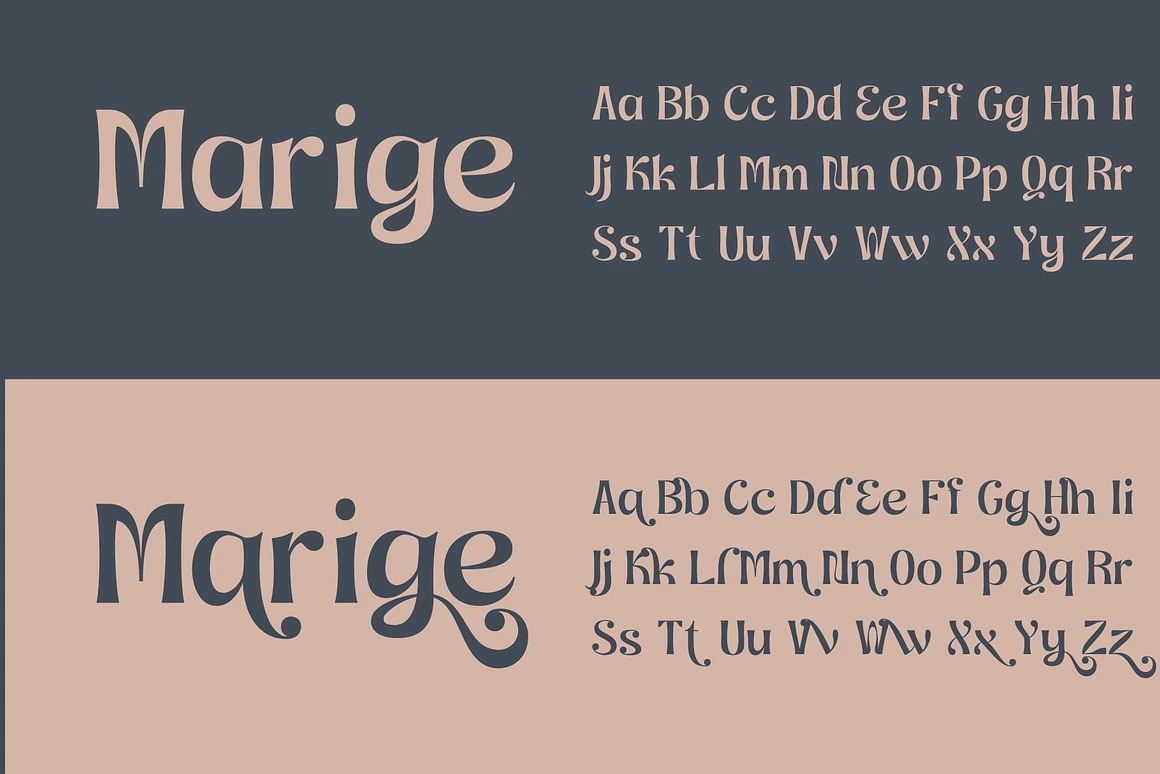 Marige
Aa Bb Cc Dd Ee Ff Gg Hh Ii
Jj Kk Ll Mm Nn Oo Pp Qq Rr
Ss Tt Uu Vv Ww Xx Yy Zz
Marige
Aa Bb Cc Dd Ee Ff Gg Hh Ii
Jj Kk Ll Mm Nn Oo Pp Qq Rr
Ss Tt Uu Vv Ww Xx Yy Zz